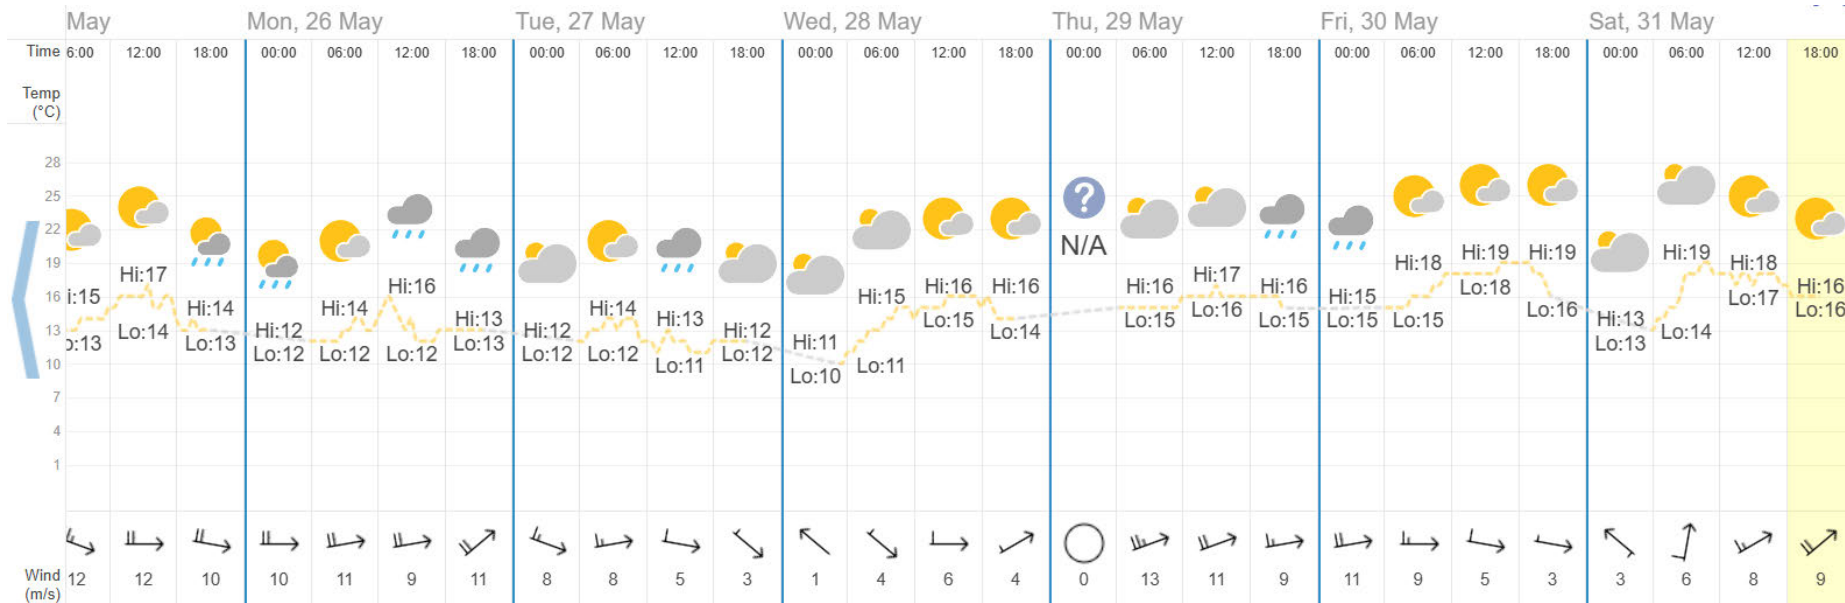 May Mon, 26 May Tue, 27 May Wed, 28 May Thu, 29 May Fri, 30 May Sat, 31 May
Time 6:00 12:00 18:00 00:00 06:00 12:00 18:00 00:00 06:00 12:00 18:00 00:00 06:00 12:00 18:00 00:00 06:00 12:00 18:00 00:00 06:00 12:00 18:00 00:00 06:00 12:00 18:00
Temp
(°C)
28
25
22
19
16
13
10
7
4
1
i:15 Hi:17 Hi:14 Hi:12 Hi:14 Hi:16 Hi:13 Hi:12 Hi:14 Hi:13 Hi:12 Hi:11 Hi:15 Hi:16 Hi:16 ? N/A Hi:16 Hi:17 Hi:16 Hi:15 Hi:18 Hi:19 Hi:19 Hi:13 Hi:19 Hi:18 Hi:16
o:13 Lo:14 Lo:13 Lo:12 Lo:12 Lo:12 Lo:13 Lo:12 Lo:12 Lo:11 Lo:12 Lo:10 Lo:11 Lo:15 Lo:14 Lo:15 Lo:16 Lo:15 Lo:15 Lo:15 Lo:18 Lo:16 Lo:13 Lo:14 Lo:17 Lo:16
Wind 12 12 10 10 11 9 11 8 8 5 3 1 4 6 4 0 13 11 9 11 9 5 3 3 6 8 9
(m/s)